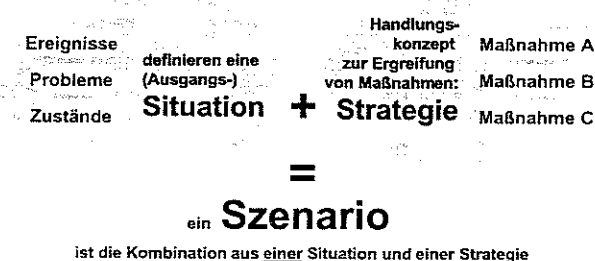 Ereignisse
Probleme
Zustände
definieren eine
(Ausgangs-)
Situation
+
Handlungs-
konzept
zur Ergreifung
von Maßnahmen:
Strategie
Maßnahme A
Maßnahme B
Maßnahme C
=
ein Szenario
ist die Kombination aus einer Situation und einer Strategie